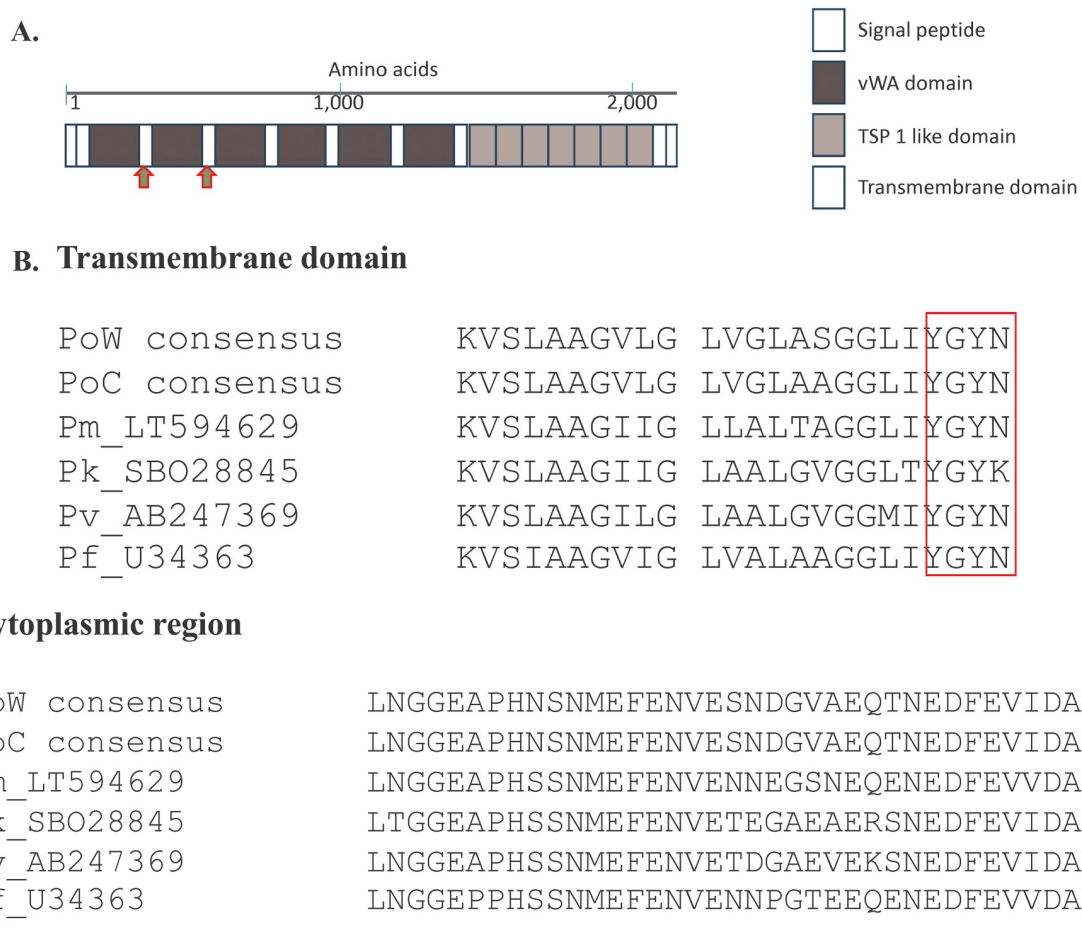 A.
Amino acids
1
1,000
2,000
Signal peptide
vWA domain
TSP 1 like domain
Transmembrane domain
B. Transmembrane domain
PoW consensus KVSLAAGVLG LVGLASGGLIYGYN
PoC consensus KVSLAAGVLG LVGLAAGGLIYGYN
Pm_LT594629 KVSLAAGIIG LLALTAGGLIYGYN
Pk_SBO28845 KVSLAAGIIG LAALGVGGLTYGYK
Pv_AB247369 KVSLAAGILG LAALGVGGMIYGYN
Pf_U34363 KVSIAAGVIG LVALAAGGLIYGYN
ytoplasmic region
oW consensus LNGGEAPHNSNMEFENVESNDGVAEQTNEDFEVIDA
oC consensus LNGGEAPHNSNMEFENVESNDGVAEQTNEDFEVIDA
m_LT594629 LNGGEAPHSSNMEFENVENNEGSNEQENEDFEVVDA
k_SBO28845 LTGGEAPHSSNMEFENVETEGAEAERSNEDFEVIDA
v_AB247369 LNGGEAPHSSNMEFENVETDGAEVEKSNEDFEVIDA
f_U34363 LNGGEPPHSSNMEFENVENNPGTEEQENEDFEVVDA